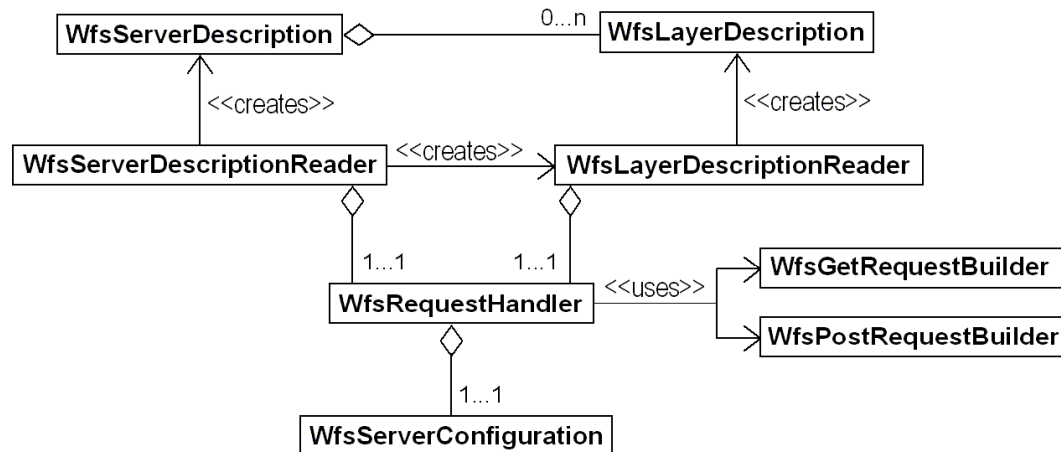 0...n
WfsServerDescription
WfsLayerDescription
<<creates>>
<<creates>>
WfsServerDescriptionReader
<<creates>>
WfsLayerDescriptionReader
1...1
1...1
WfsGetRequestBuilder
WfsRequestHandler
<<uses>>
WfsPostRequestBuilder
1...1
WfsServerConfiguration